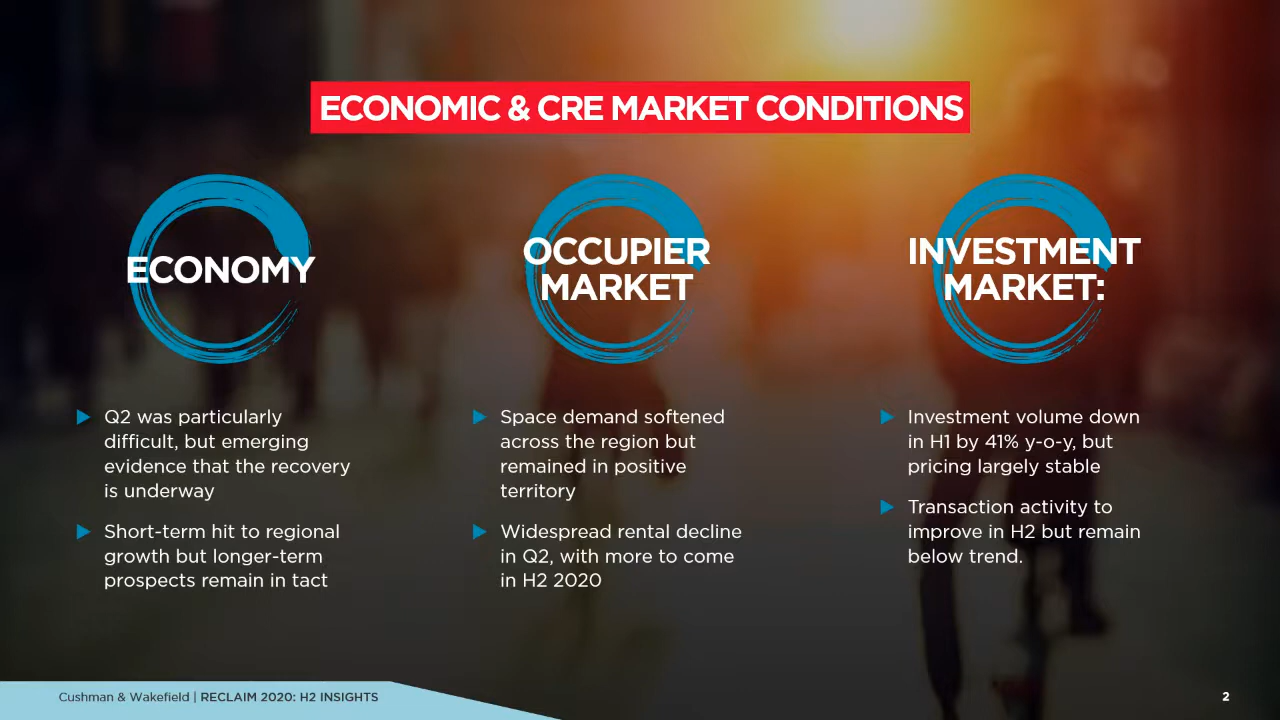 ECONOMIC & CRE MARKET CONDITIONS
ECONOMY
Q2 was particularly
difficult, but emerging
evidence that the recovery
is underway
Short-term hit to regional
growth but longer-term
prospects remain in tact
OCCUPIER
MARKET
Space demand softened
across the region but
remained in positive
territory
Widespread rental decline
in Q2, with more to come
in H2 2020
INVESTMENT
MARKET:
Investment volume down
in H1 by 41% y-o-y, but
pricing largely stable
Transaction activity to
improve in H2 but remain
below trend.
Cushman & Wakefield | RECLAIM 2020: H2 INSIGHTS
2